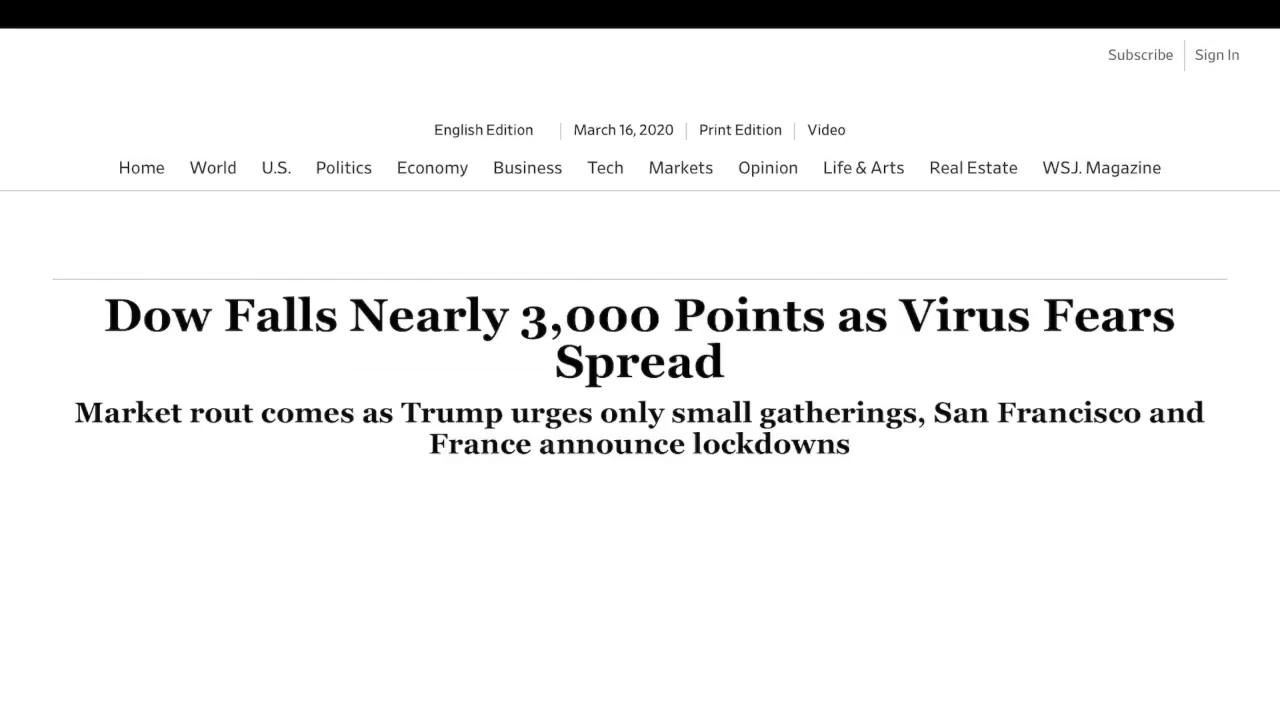 Subscribe Sign In
English Edition March 16, 2020 Print Edition Video
Home World U.S. Politics Economy Business Tech Markets Opinion Life & Arts Real Estate WSJ. Magazine
Dow Falls Nearly 3,000 Points as Virus Fears
Spread
Market rout comes as Trump urges only small gatherings, San Francisco and
France announce lockdowns